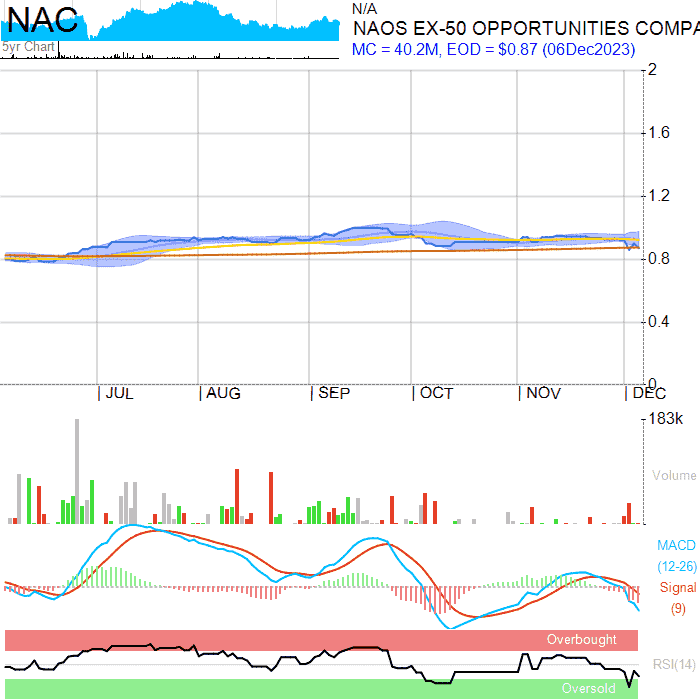 NAC
5yr Chart
N/A
NAOS EX-50 OPPORTUNITIES COMPA
MC = 40.2M, EOD = $0.87 (06Dec2023)
2
1.6
1.2
0.8
0.4
0
JUL AUG SEP OCT NOV DEC
183k
Volume
MACD
(12-26)
Signal
(9)
Overbought
RSI(14)
Oversold